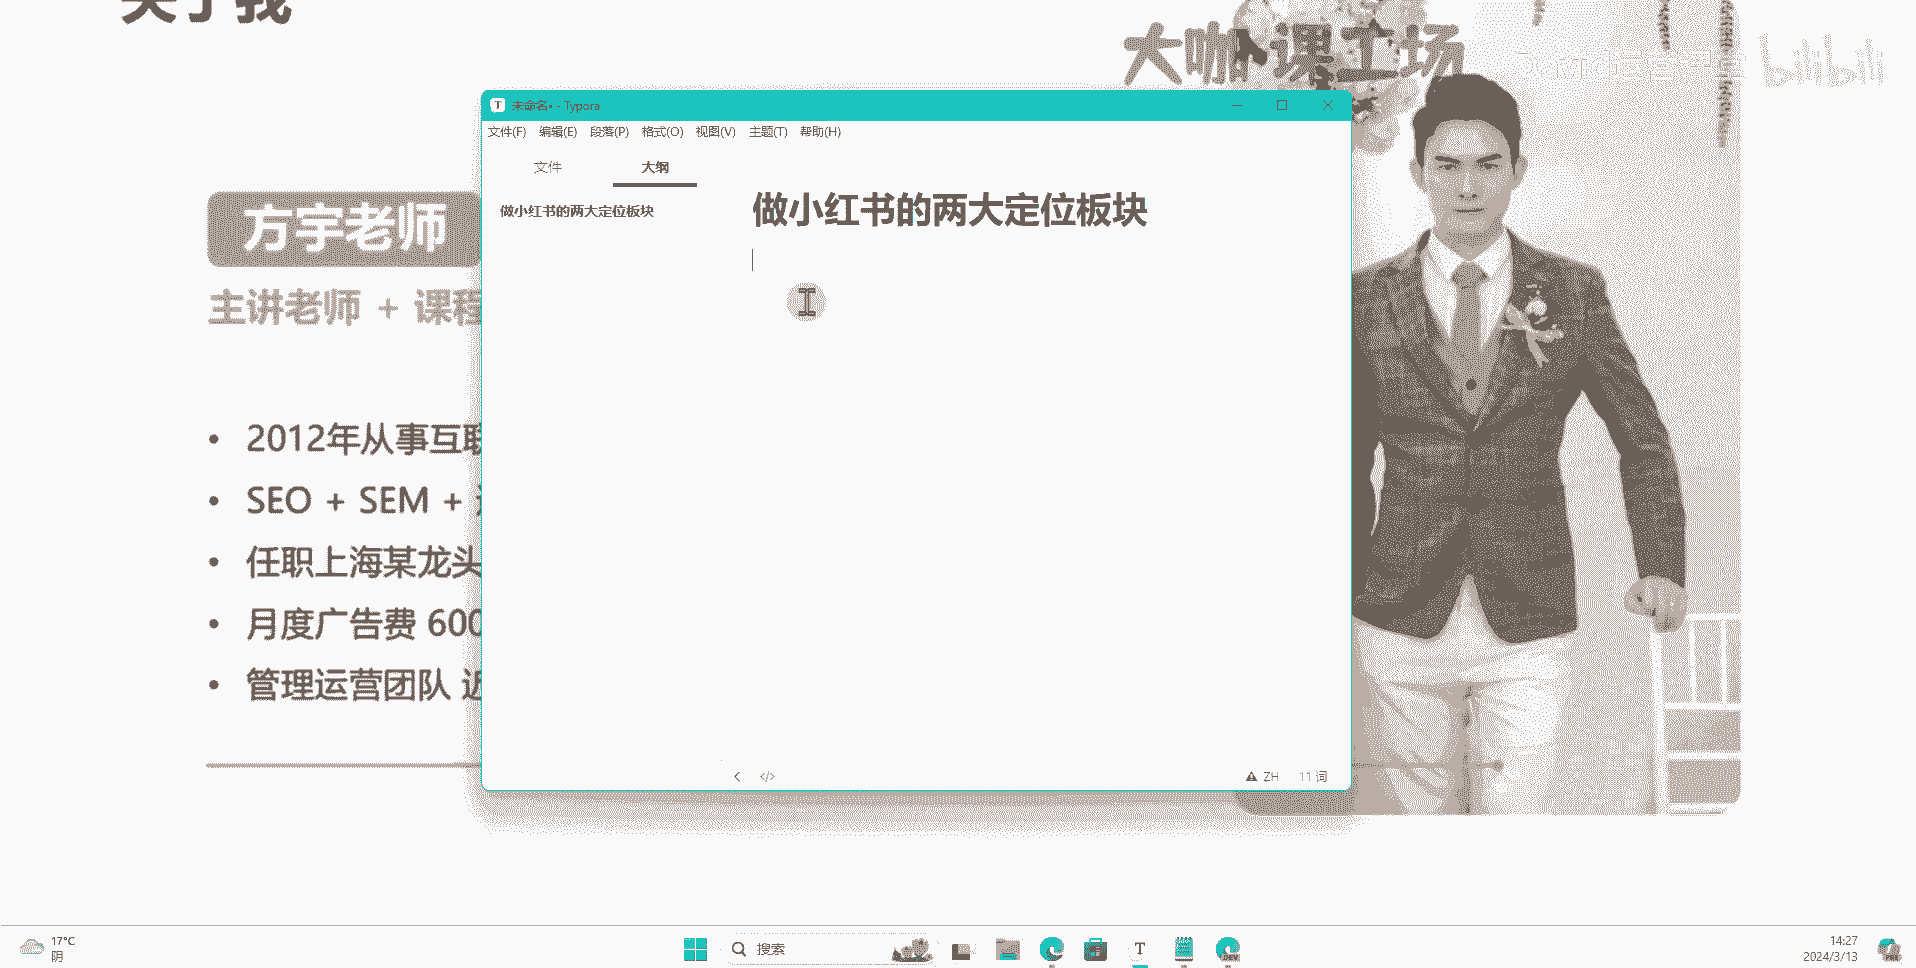 关于我
大咖课工场
bilibili
未命名• - Typora
文件(F) 编辑(E) 段落(P) 格式(O) 视图(V) 主题(T) 帮助(H)
文件 大纲
做小红书的两大定位板块
做小红书的两大定位板块
方宇老师
主讲老师 + 课程
2012年从事互联
SEO + SEM +
任职上海某龙头
月度广告费 600
管理运营团队 近
ZH 11 词
17°C
阴
搜索
14:27
2024/3/13